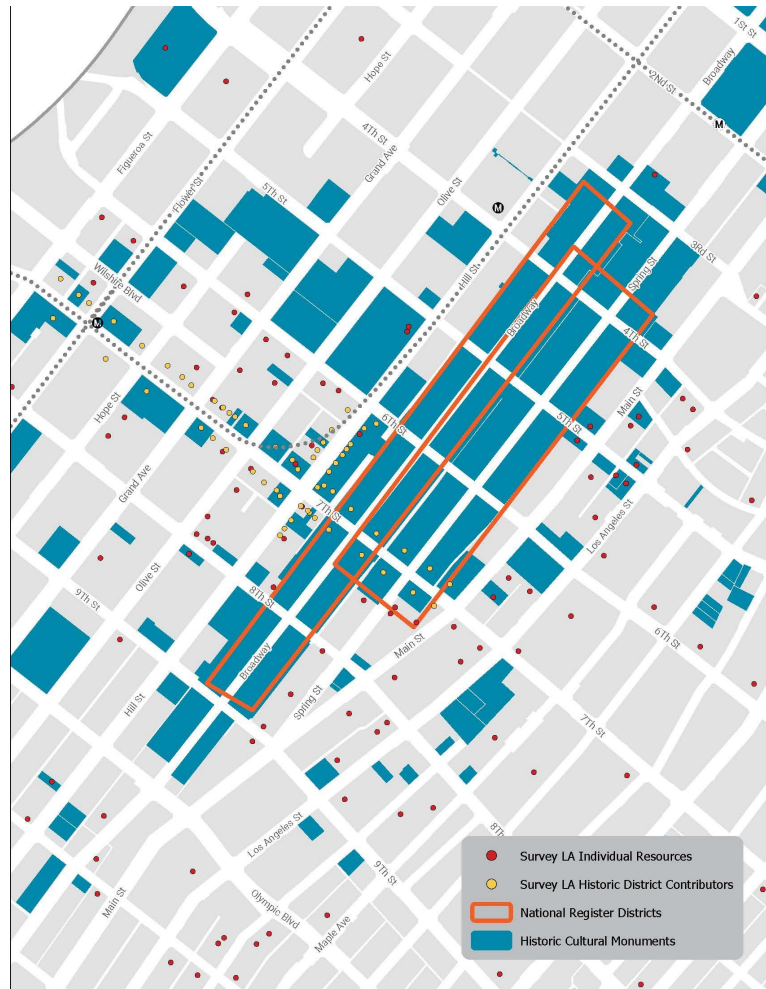 1St St
Broadway
2Nd St
M
Hope St
4Th St
Figueroa St
Grand Ave
Flower St
5Th St
Olive St
M
Hill St
3Rd St
Spring St
Wilshire Blvd
Broadway
M
4Th St
Main St
Hope St
6Th St
5Th St
Grand Ave
7Th St
Los Angeles St
Olive St
8Th St
9Th St
6Th St
Main St
Broadway
Spring St
Hill St
7Th St
8Th
Los Angeles St
9Th St
Main St
Olympic Blvd
Maple Ave
Survey LA Individual Resources
Survey LA Historic District Contributors
National Register Districts
Historic Cultural Monuments